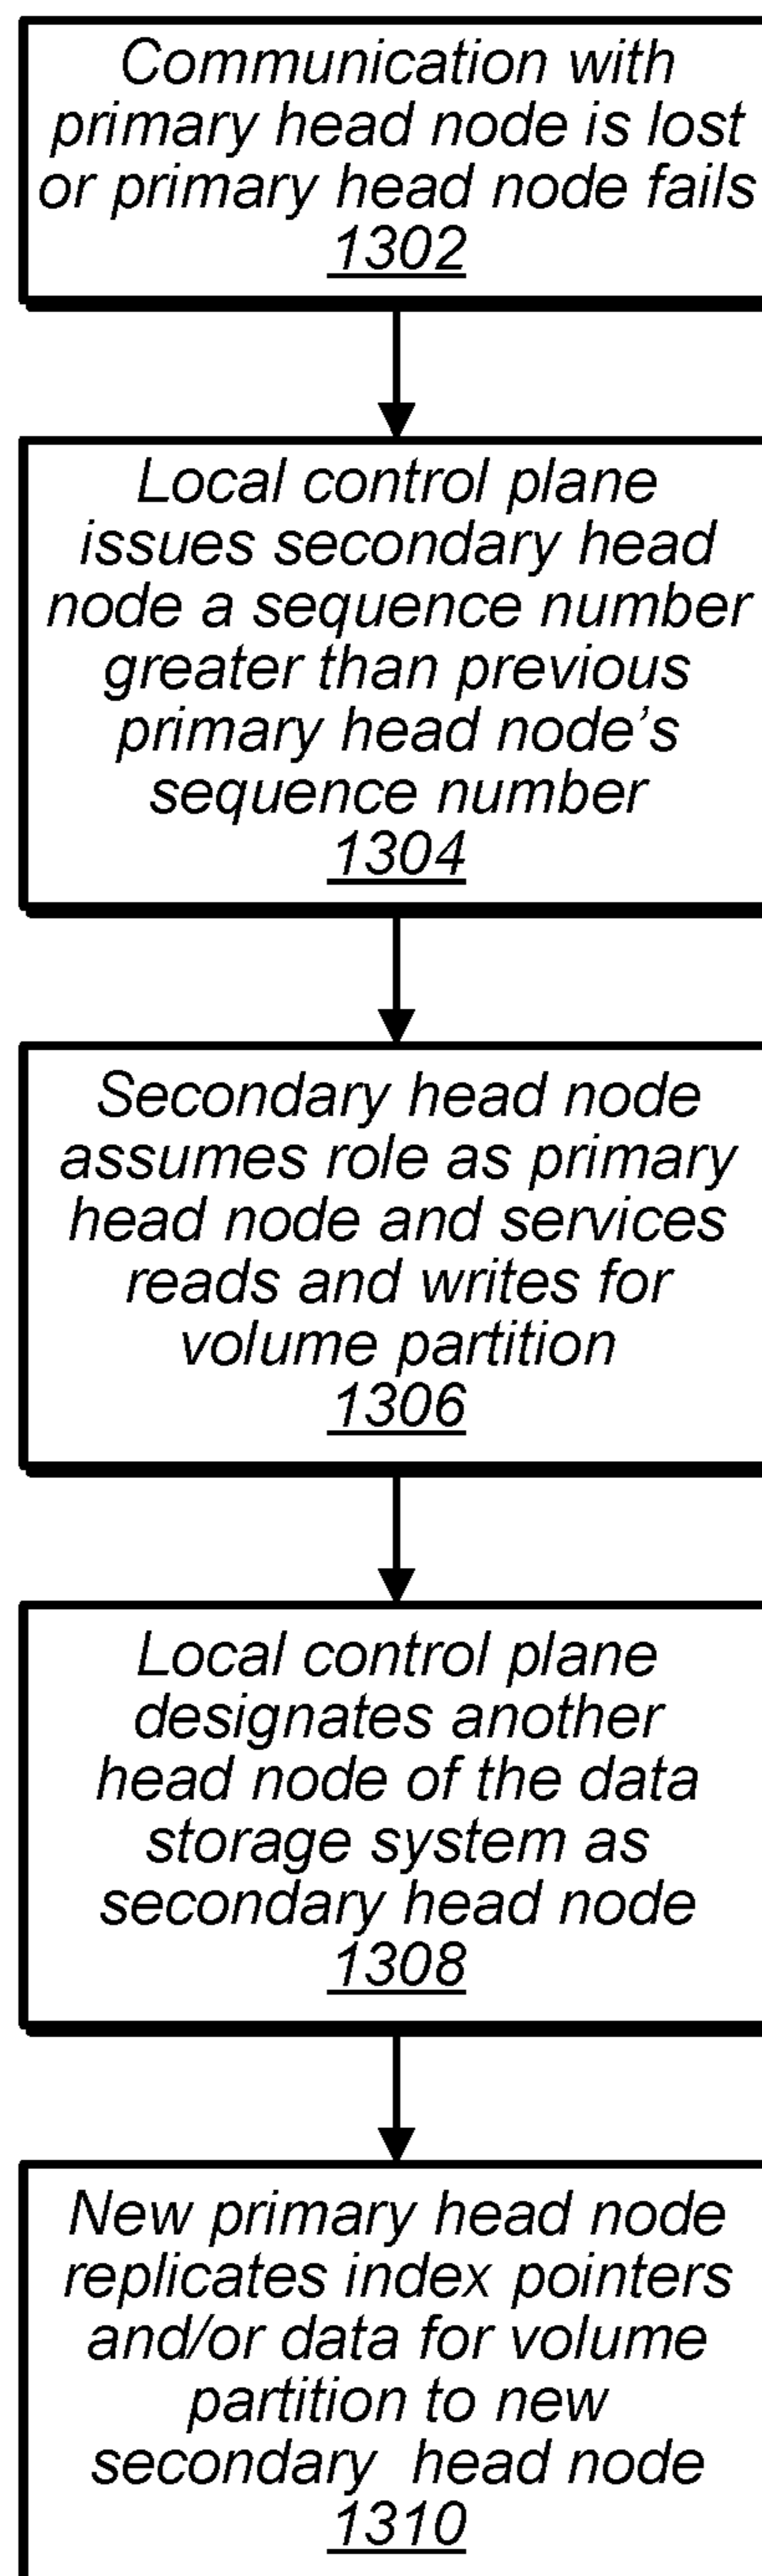 Communication with
primary head node is lost
or primary head node fails
1302
Local control plane
issues secondary head
node a sequence number
greater than previous
primary head node's
sequence number
1304
Secondary head node
assumes role as primary
head node and services
reads and writes for
volume partition
1306
Local control plane
designates another
head node of the data
storage system as
secondary head node
1308
New primary head node
replicates index pointers
and/or data for volume
partition to new
secondary head node
1310